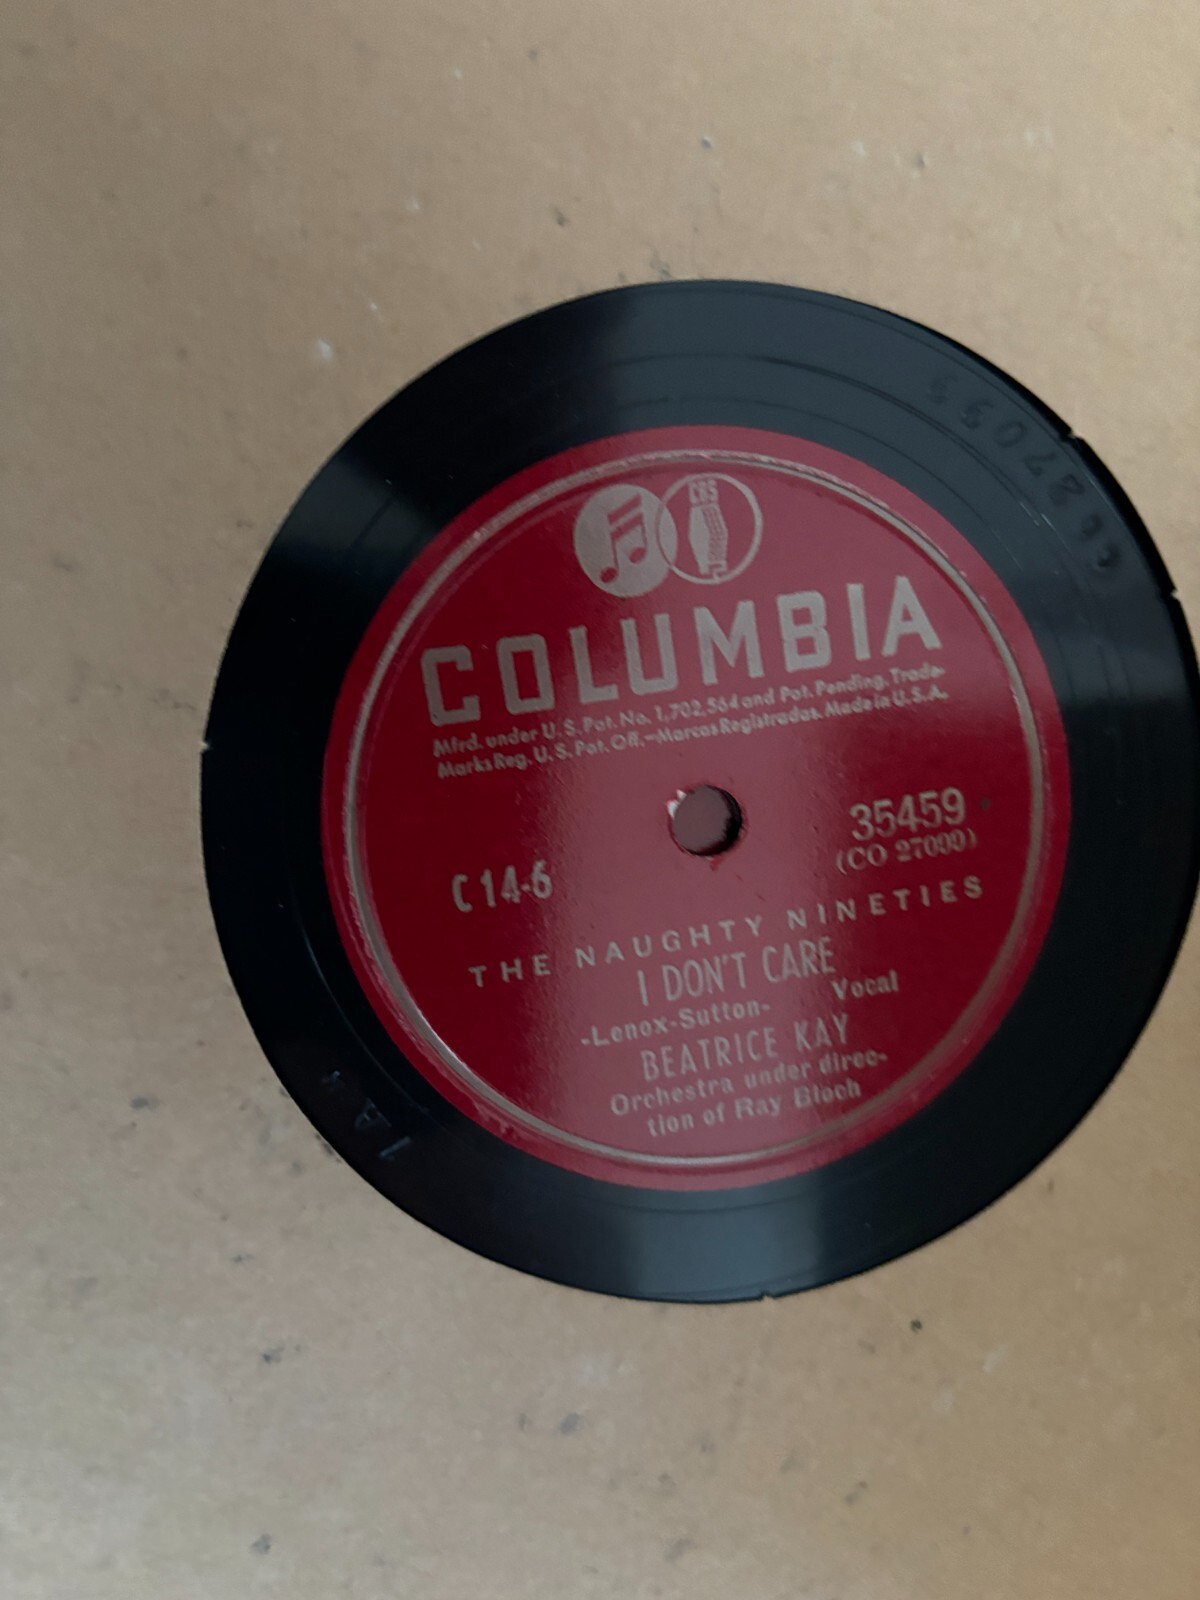 CBS
COLUMBIA
Mfrd. under U.S. Pat. No. 1,702,564 and Pat. Pending. Trade-
Marks Reg. U.S. Pat. Off.—Marcas Registradas. Made in U.S.A.
35459
C 14-6
THE NAUGHTY NINETIES
I DON'T CARE
-Lenox-Sutton-
Vocal
BEATRICE KAY
Orchestra under direc-
tion of Ray Bloch